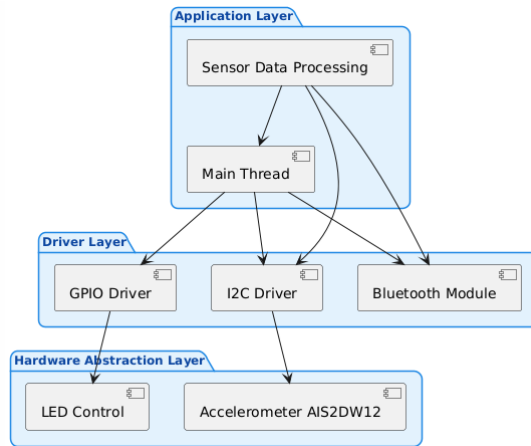 Application Layer
Sensor Data Processing
Main Thread
Driver Layer
GPIO Driver
I2C Driver
Bluetooth Module
Hardware Abstraction Layer
LED Control
Accelerometer AIS2DW12